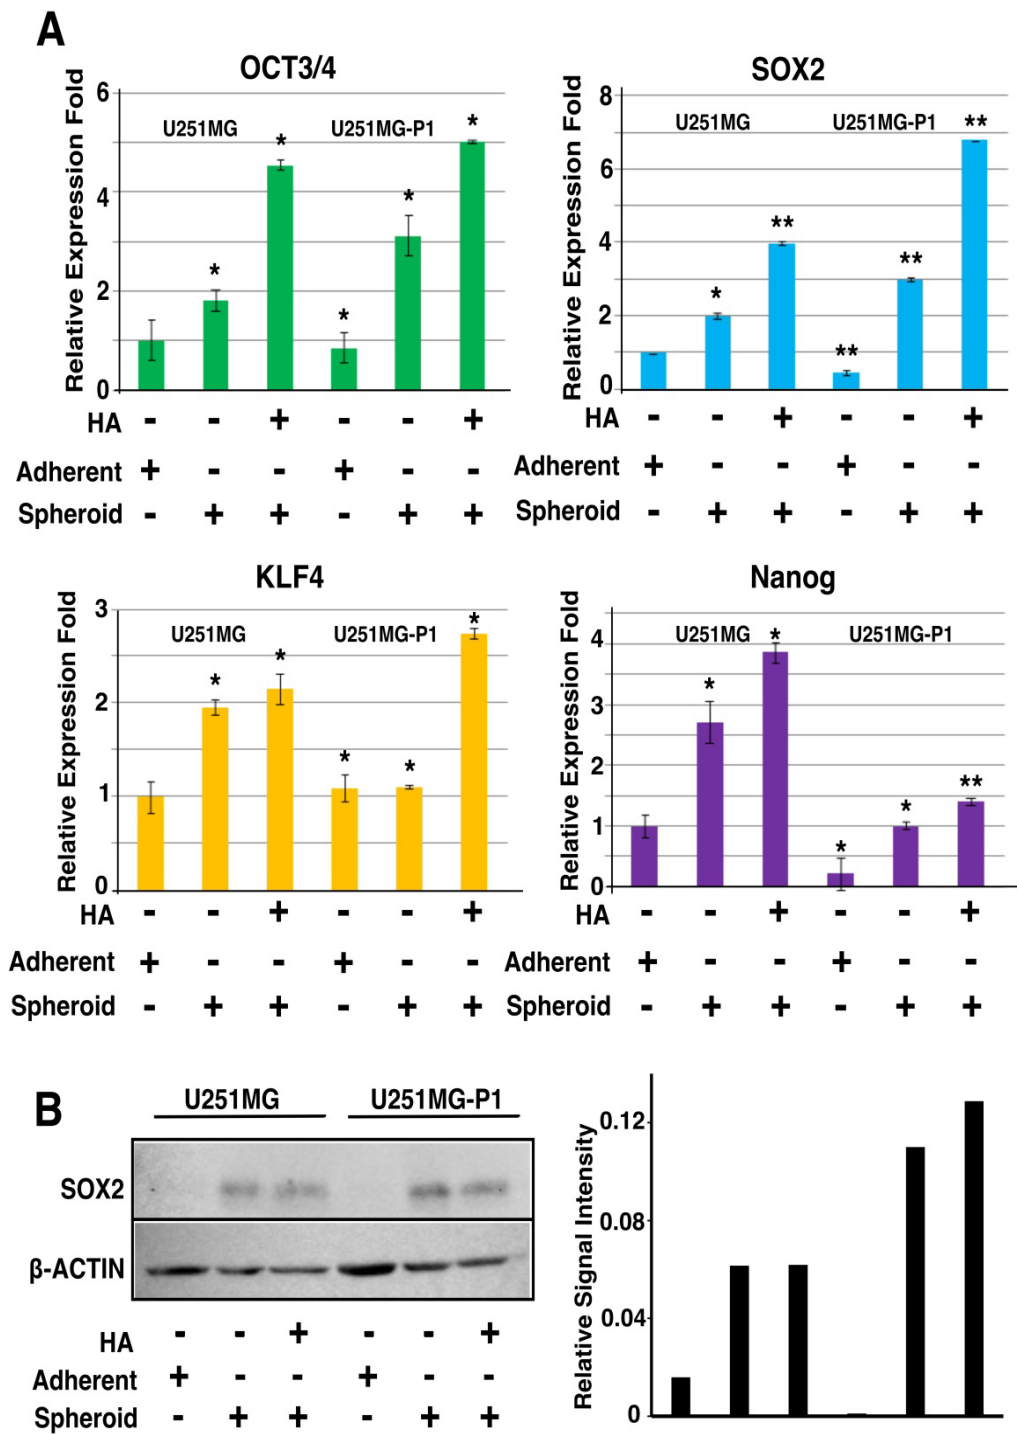 A
OCT3/4
Relative Expression Fold
6
4
2
0
U251MG
U251MG-P1
* * * * *
HA - - + - - +
Adherent + - - + - -
Spheroid - + + - + +
SOX2
Relative Expression Fold
8
6
4
2
0
U251MG
U251MG-P1
* ** ** ** **
HA - - + - - +
Adherent + - - + - -
Spheroid - + + - + +
KLF4
Relative Expression Fold
3
2
1
0
U251MG
U251MG-P1
* * * * *
HA - - + - - +
Adherent + - - + - -
Spheroid - + + - + +
Nanog
Relative Expression Fold
4
3
2
1
0
U251MG
U251MG-P1
* * * * **
HA - - + - - +
Adherent + - - + - -
Spheroid - + + - + +
B
U251MG
U251MG-P1
SOX2
β-ACTIN
HA - - + - - +
Adherent + - - + - -
Spheroid - + + - + +
Relative Signal Intensity
0.12
0.08
0.04
0